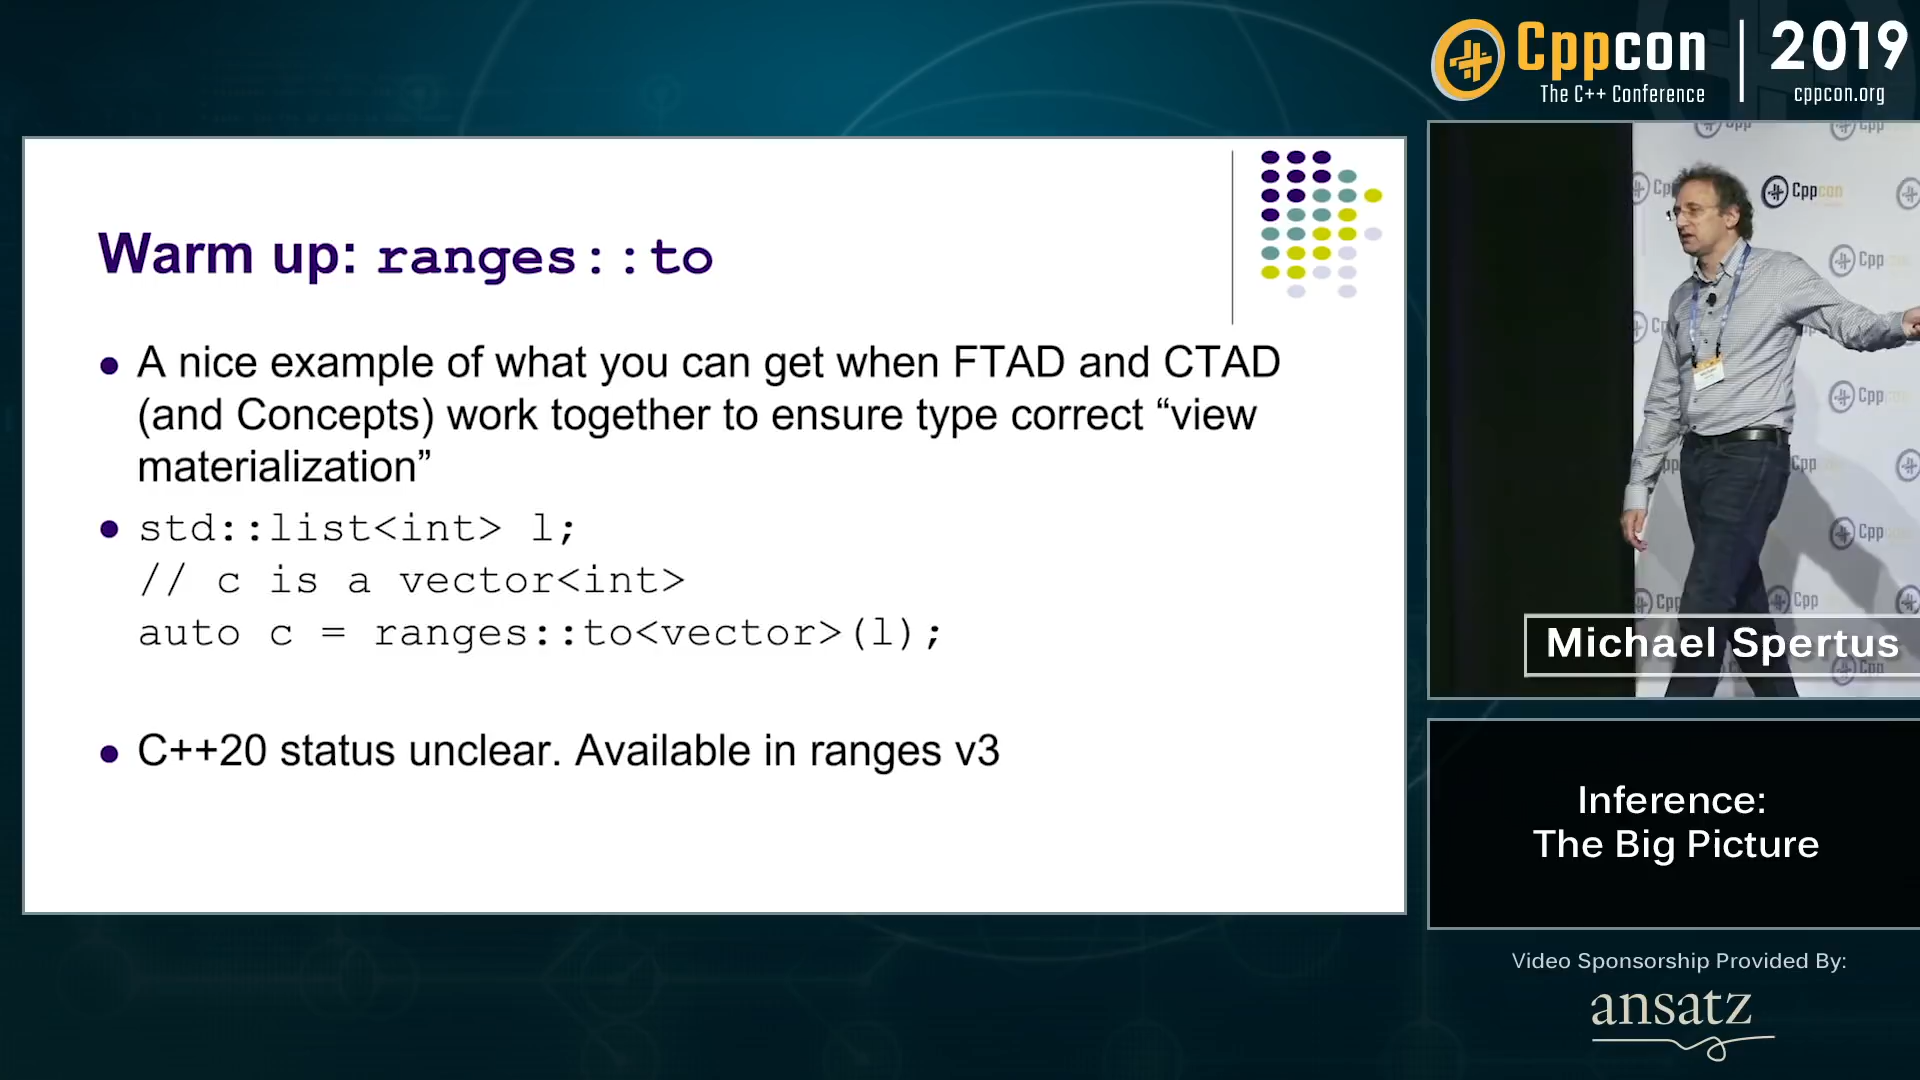 Cppcon
The C++ Conference
2019
cppcon.org
Warm up: ranges::to
• A nice example of what you can get when FTAD and CTAD
(and Concepts) work together to ensure type correct “view
materialization”
• std::list<int> l;
// c is a vector<int>
auto c = ranges::to<vector>(l);
• C++20 status unclear. Available in ranges v3
Cppcon
Michael Spertus
Inference:
The Big Picture
Video Sponsorship Provided By:
ansatz